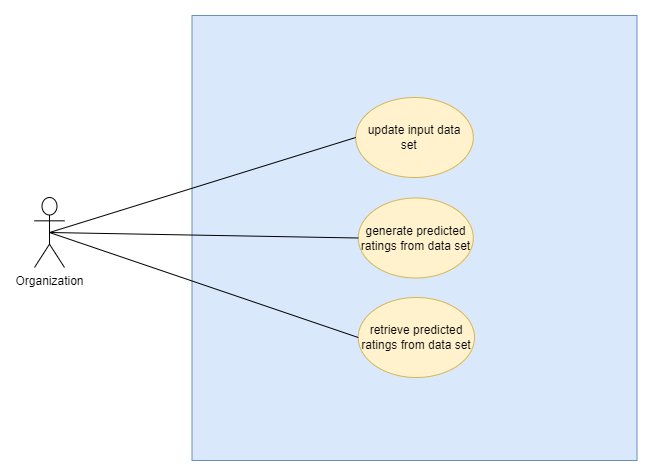 update input data
set
generate predicted
ratings from data set
Organization
retrieve predicted
ratings from data set